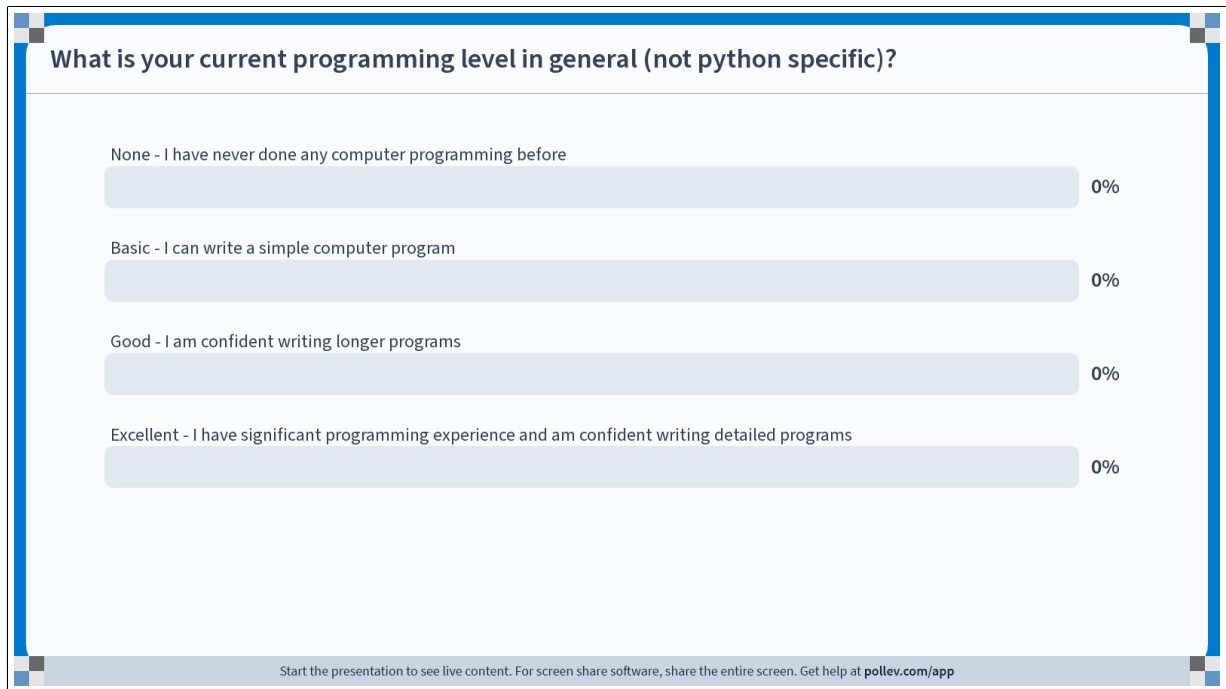 What is your current programming level in general (not python specific)?
None - I have never done any computer programming before
0%
Basic - I can write a simple computer program
0%
Good - I am confident writing longer programs
0%
Excellent - I have significant programming experience and am confident writing detailed programs
0%
Start the presentation to see live content. For screen share software, share the entire screen. Get help at pollev.com/app